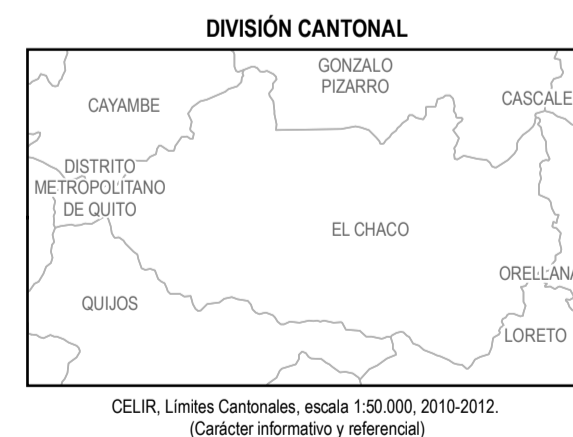 DIVISIÓN CANTONAL
GONZALO
PIZARRO
CAYAMBE
CASCALE
DISTRITO
METROPOLITANO
DE QUITO
EL CHACO
ORELLANA
QUIJOS
LORETO
CELIR, Límites Cantonales, escala 1:50.000, 2010-2012.
(Carácter informativo y referencial)